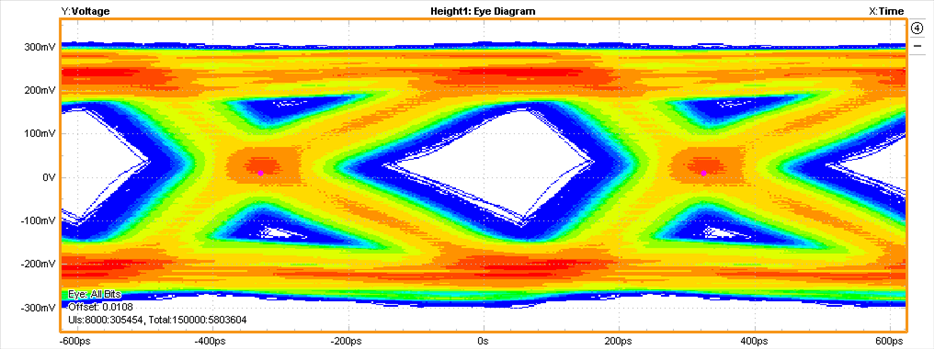 Y:Voltage
Height1: Eye Diagram
X:Time
4
300mV
200mV
100mV
0V
-100mV
-200mV
-300mV
Eye: All Bits
Offset: 0.0108
UIs:8000:305454, Total:150000:5803604
-600ps
-400ps
-200ps
0s
200ps
400ps
600ps